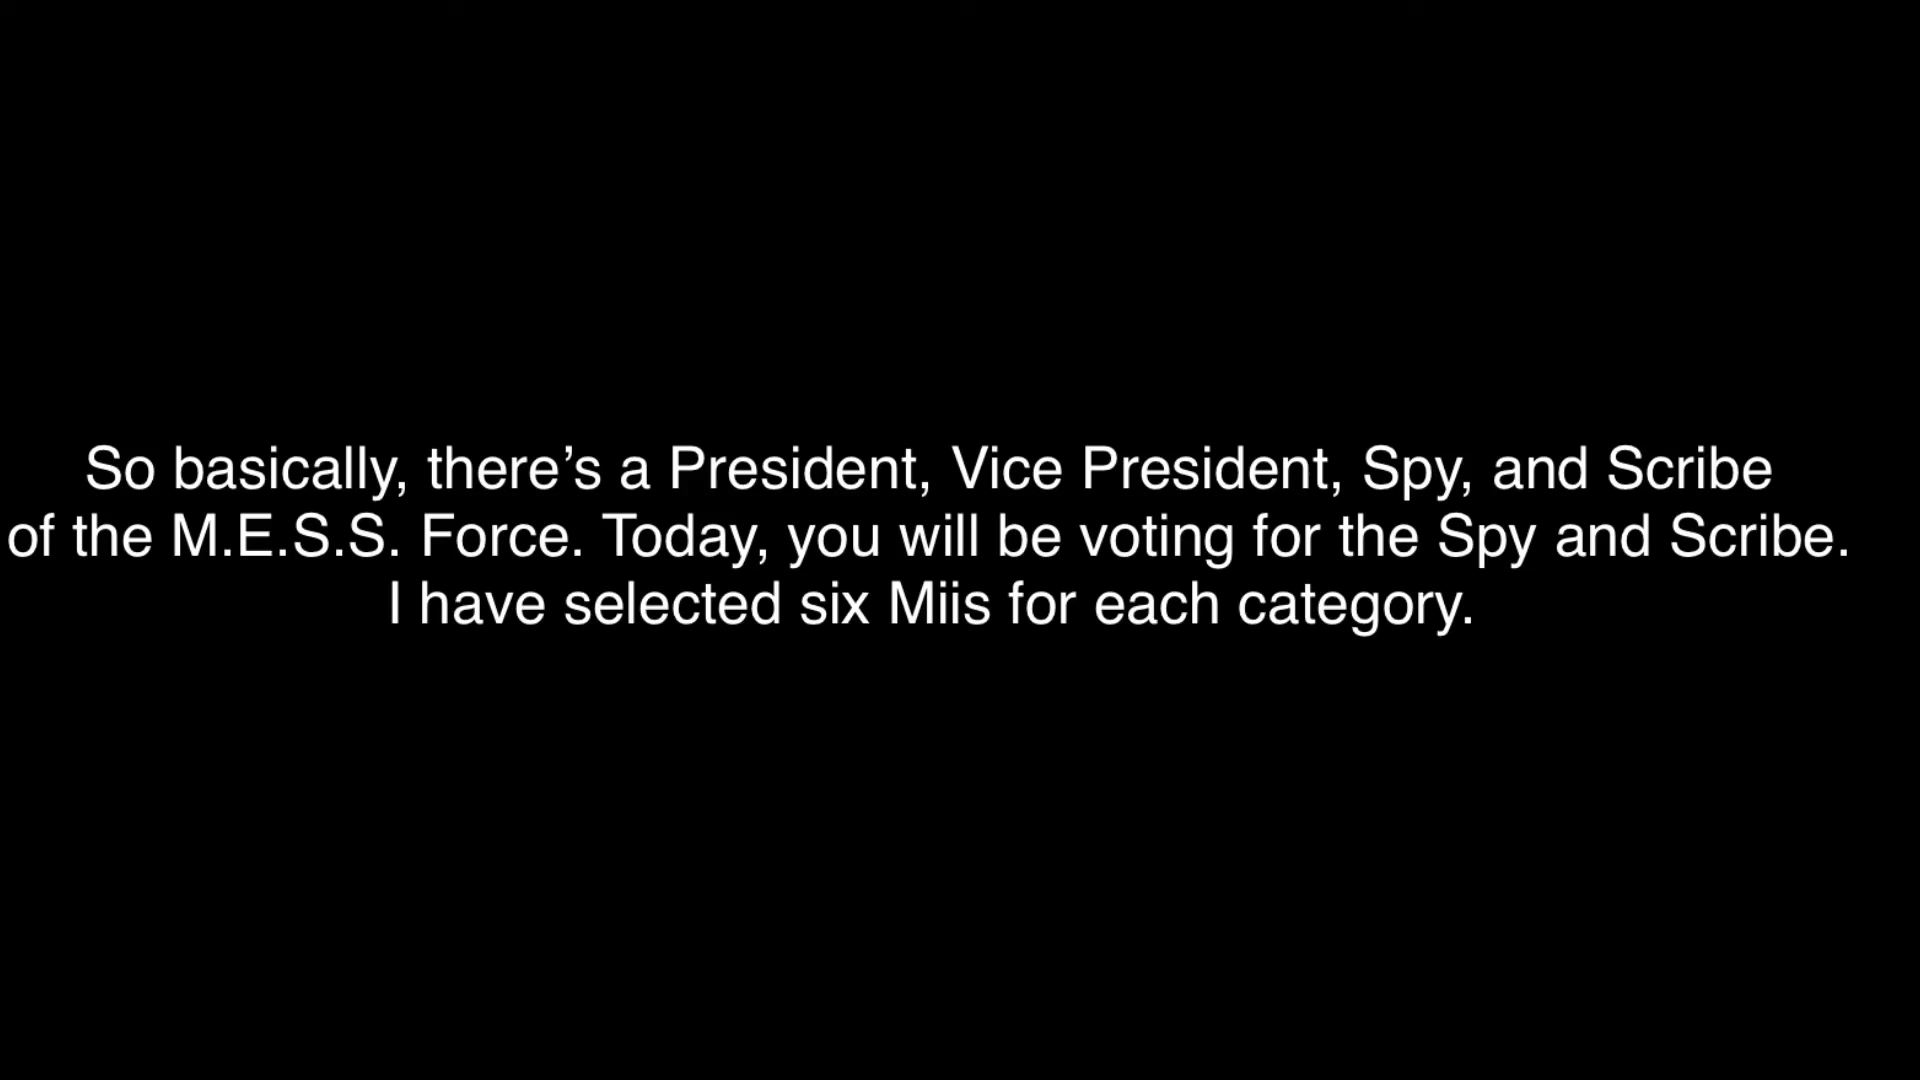 So basically, there’s a President, Vice President, Spy, and Scribe
of the M.E.S.S. Force. Today, you will be voting for the Spy and Scribe.
I have selected six Miis for each category.